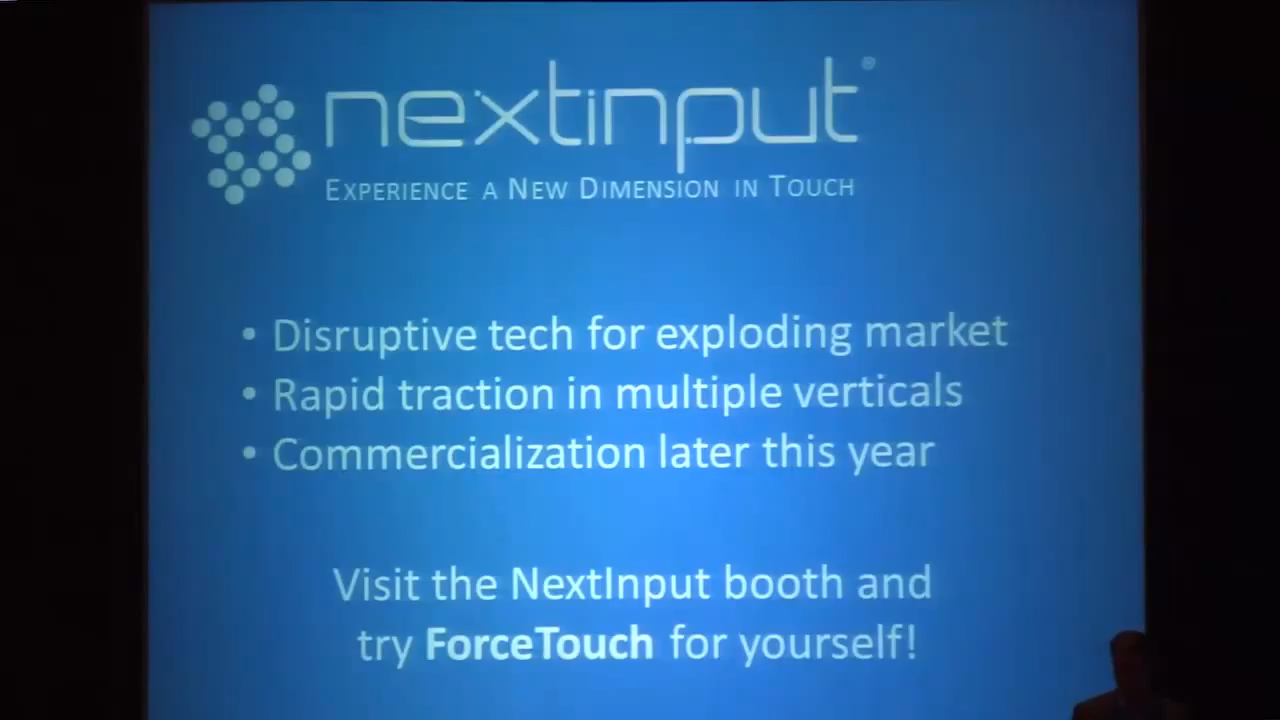 nextinput®
Experience a New Dimension in Touch
• Disruptive tech for exploding market
• Rapid traction in multiple verticals
• Commercialization later this year
Visit the NextInput booth and
try ForceTouch for yourself!